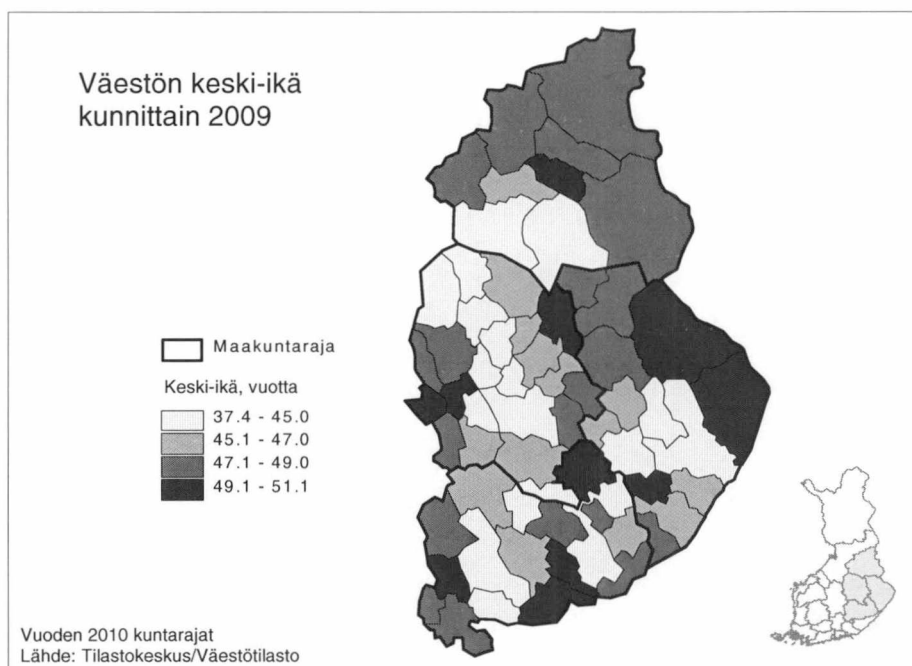 Väestön keski-ikä
kunnittain 2009
Maakuntaraja
Keski-ikä, vuotta
37.4 - 45.0
45.1 - 47.0
47.1 - 49.0
49.1 - 51.1
Vuoden 2010 kuntarajat
Lähde: Tilastokeskus/Väestötilasto